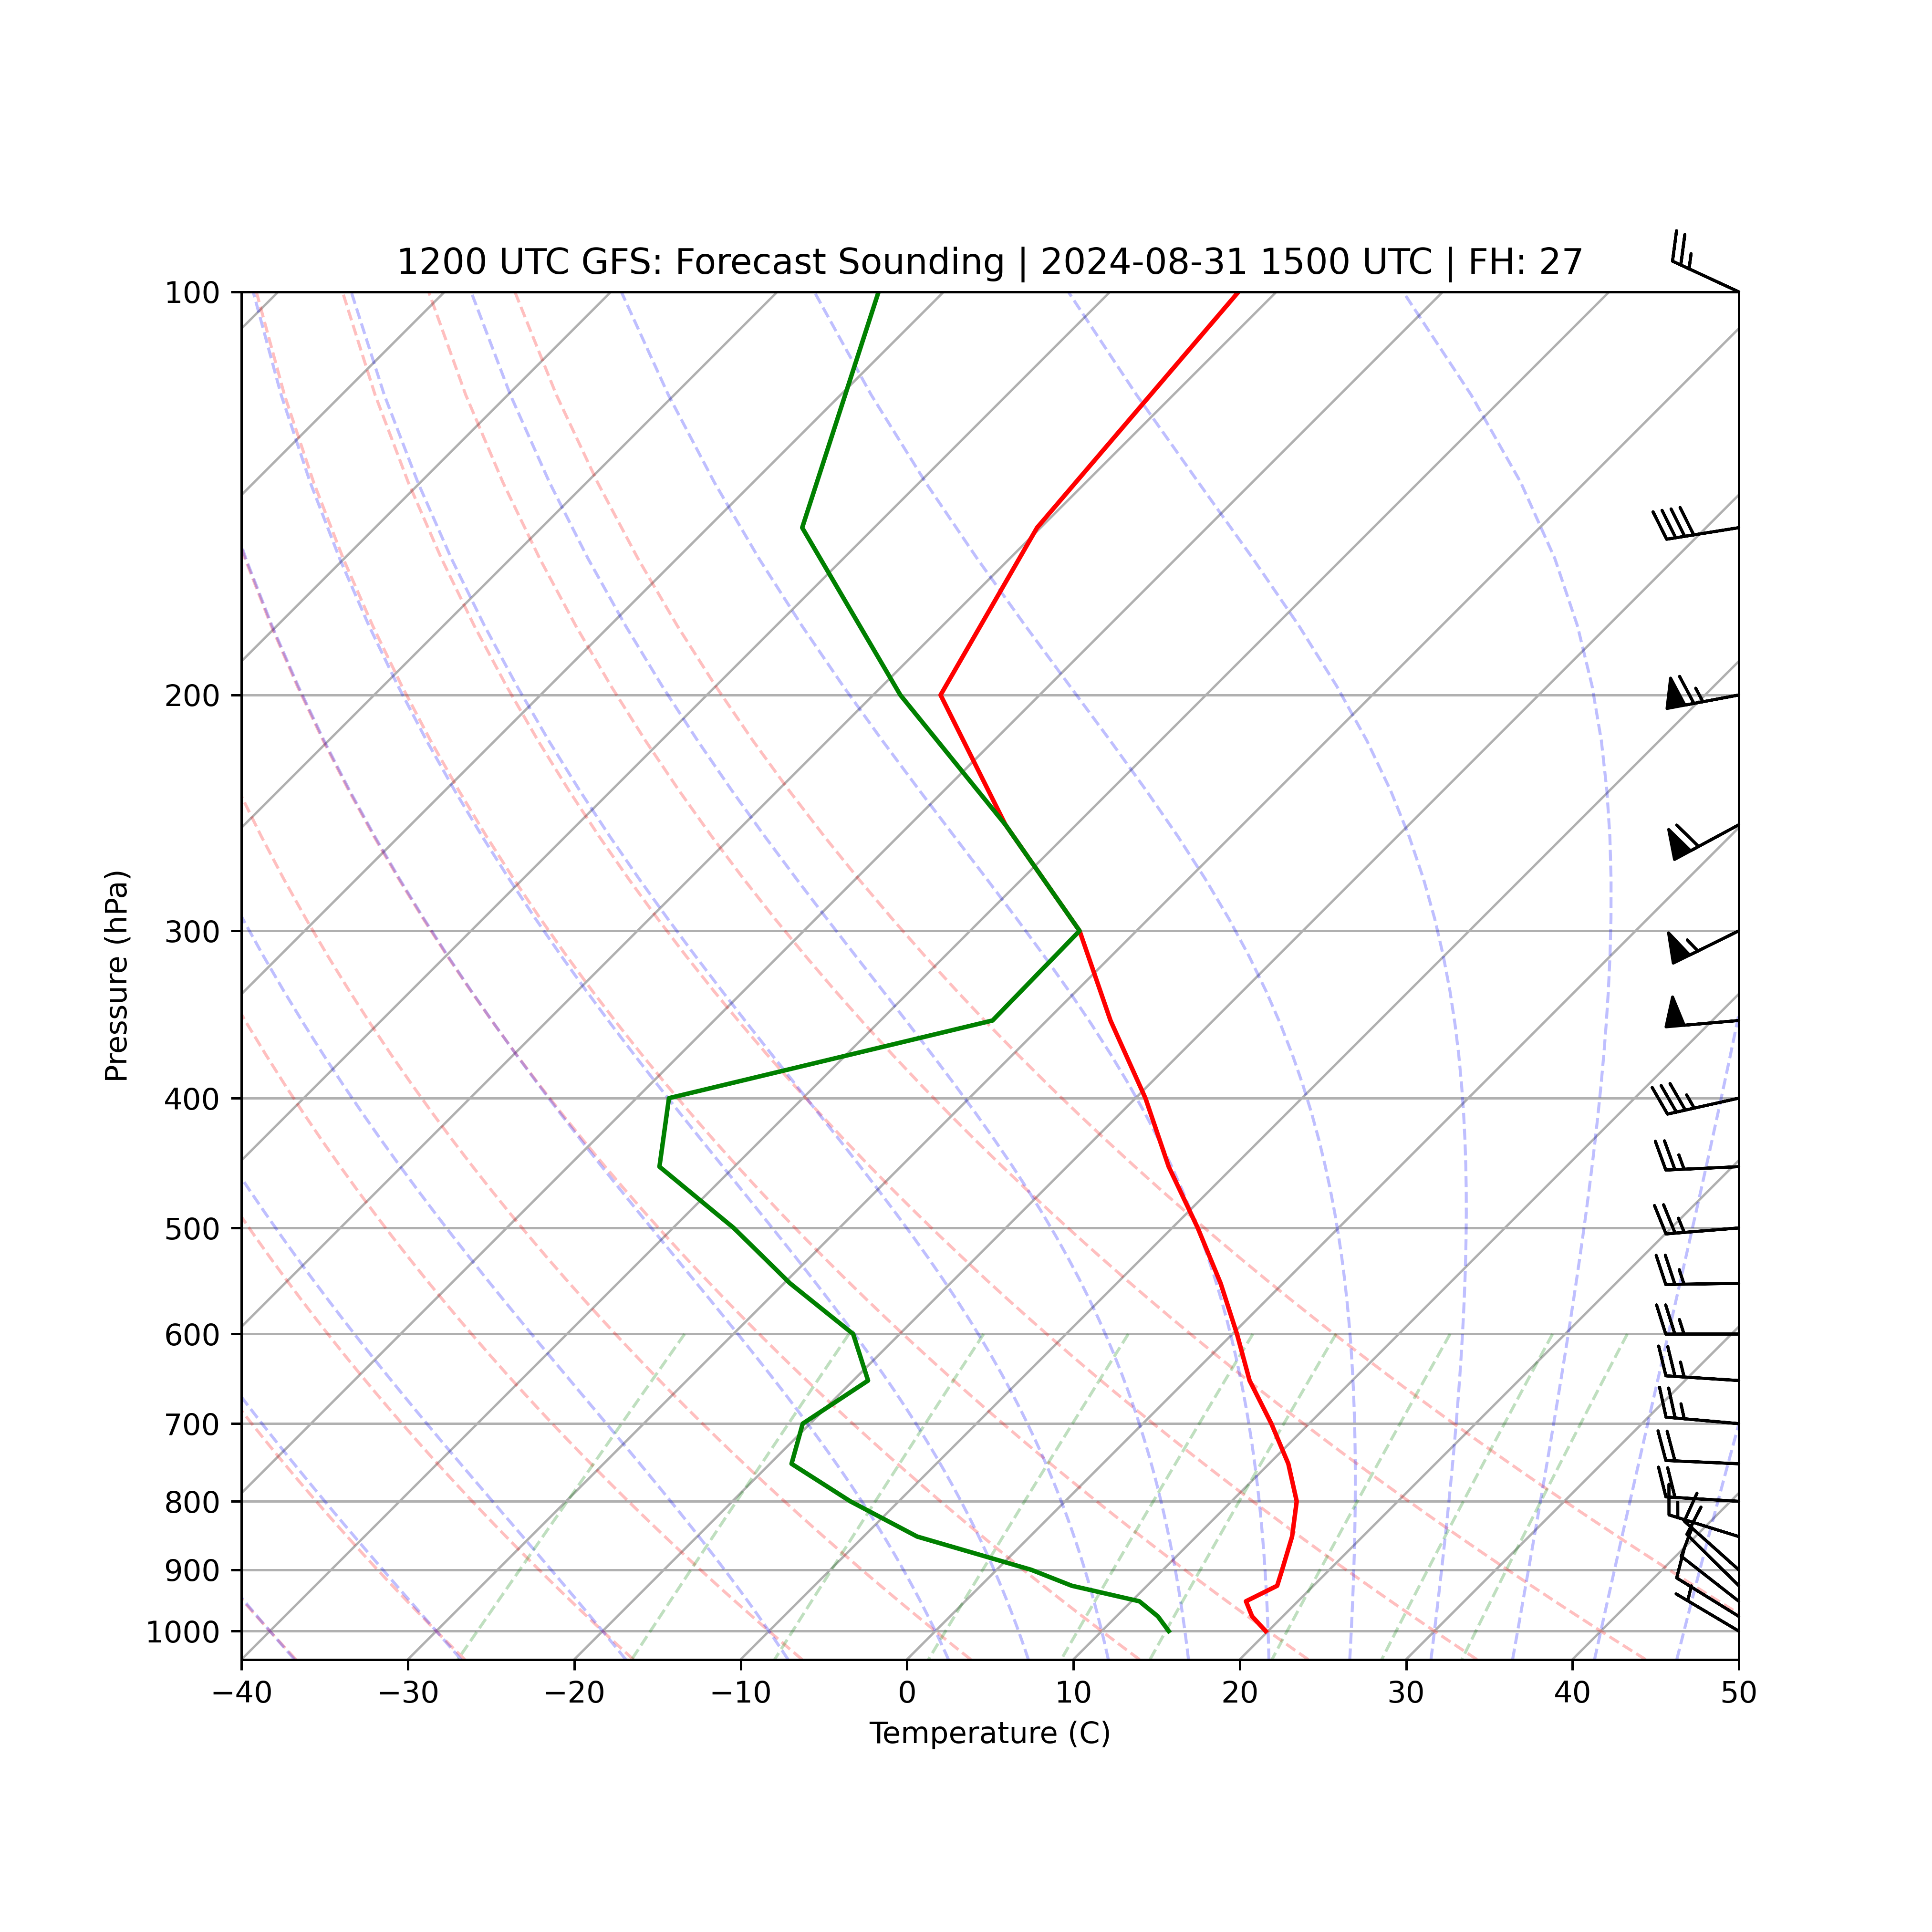 1200 UTC GFS: Forecast Sounding | 2024-08-31 1500 UTC | FH: 27
100
200
300
400
500
600
700
800
900
1000
Pressure (hPa)
−40 −30 −20 −10 0 10 20 30 40 50
Temperature (C)